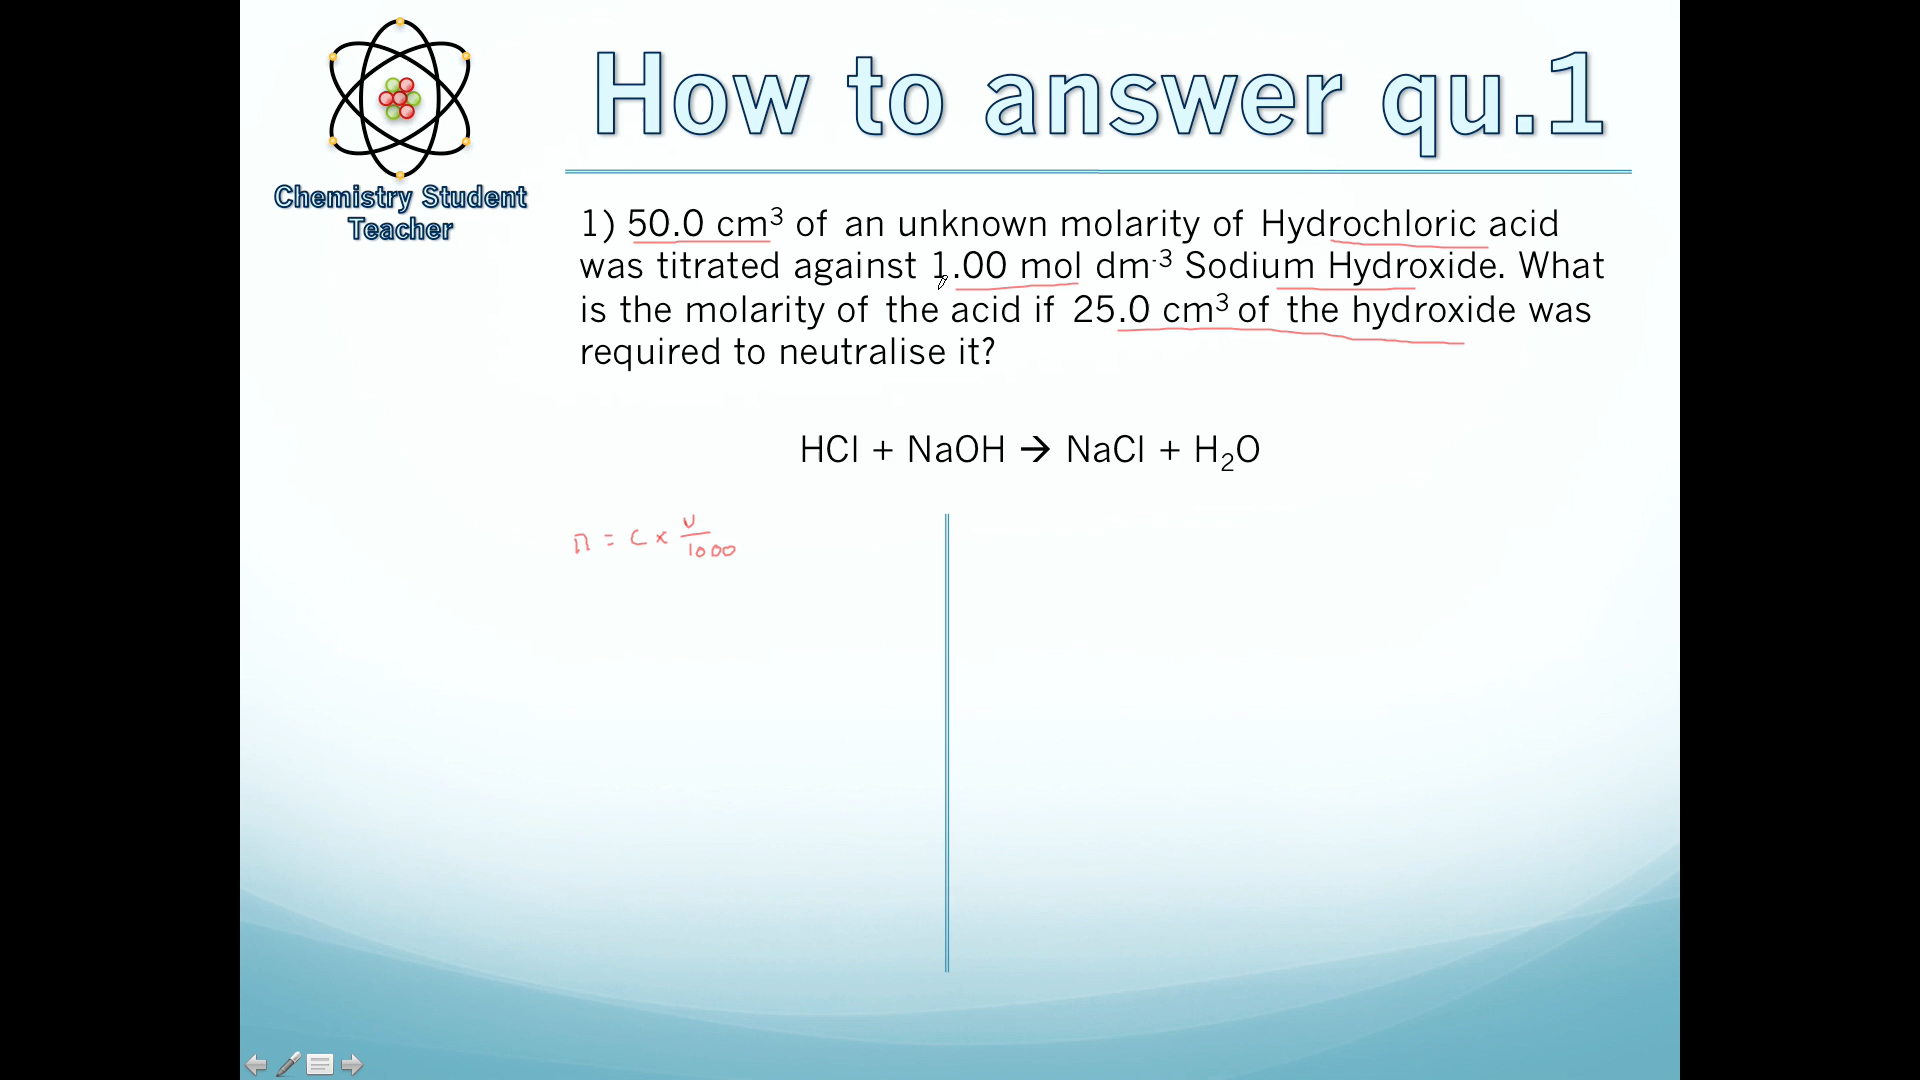 How to answer qu.1
Chemistry Student
Teacher
1) 50.0 cm³ of an unknown molarity of Hydrochloric acid
was titrated against 1.00 mol dm⁻³ Sodium Hydroxide. What
is the molarity of the acid if 25.0 cm³ of the hydroxide was
required to neutralise it?
HCl + NaOH → NaCl + H₂O
n = c × v/1000